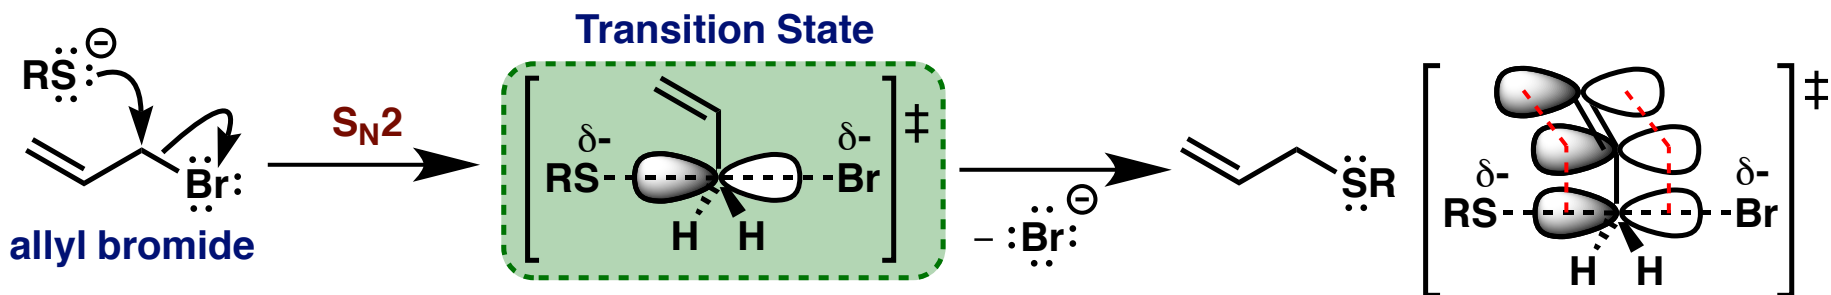 Transition State
RS:⊖
Br:
allyl bromide
SN2
RS
δ-
δ-
Br
H
H
‡
– :Br: ⊖
SR
RS
δ-
δ-
Br
H
H
‡